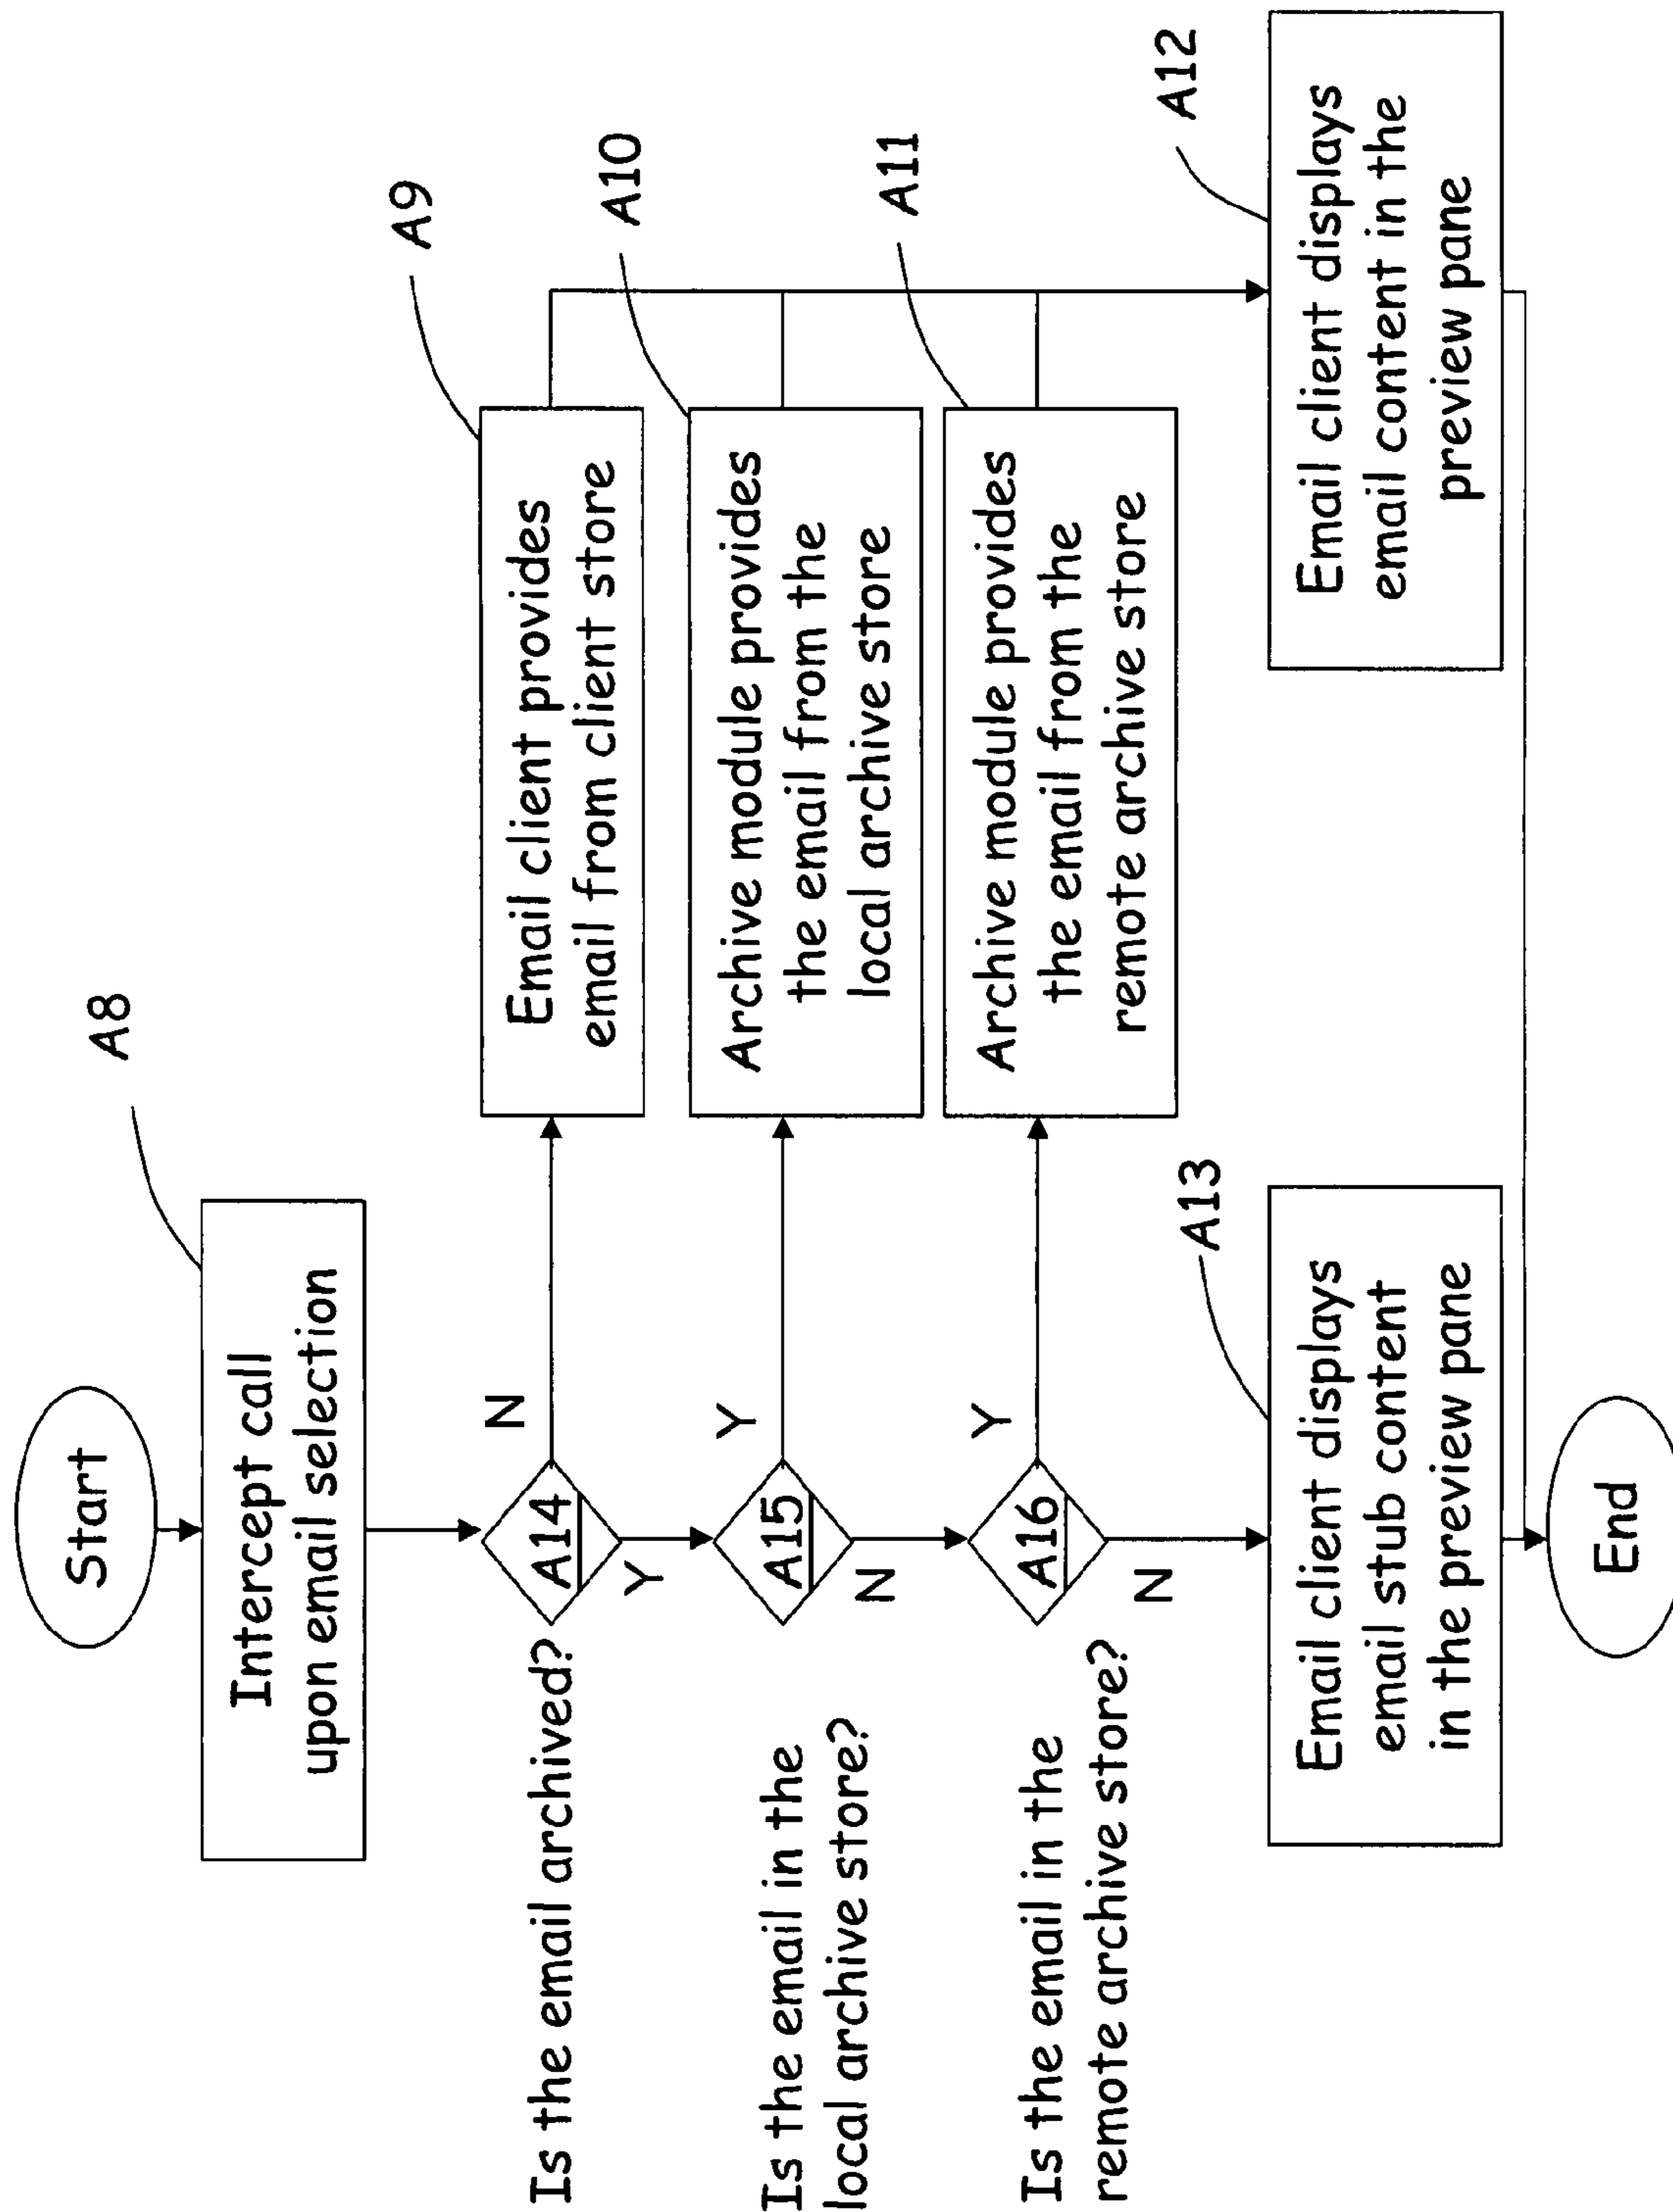 Start
A8
Intercept call
upon email selection
Is the email archived?
A14
N
Y
A9
Email client provides
email from client store
Is the email in the
local archive store?
A15
Y
N
A10
Archive module provides
the email from the
local archive store
Is the email in the
remote archive store?
A16
Y
N
A11
Archive module provides
the email from the
remote archive store
A13
Email client displays
email stub content
in the preview pane
A12
Email client displays
email content in the
preview pane
End